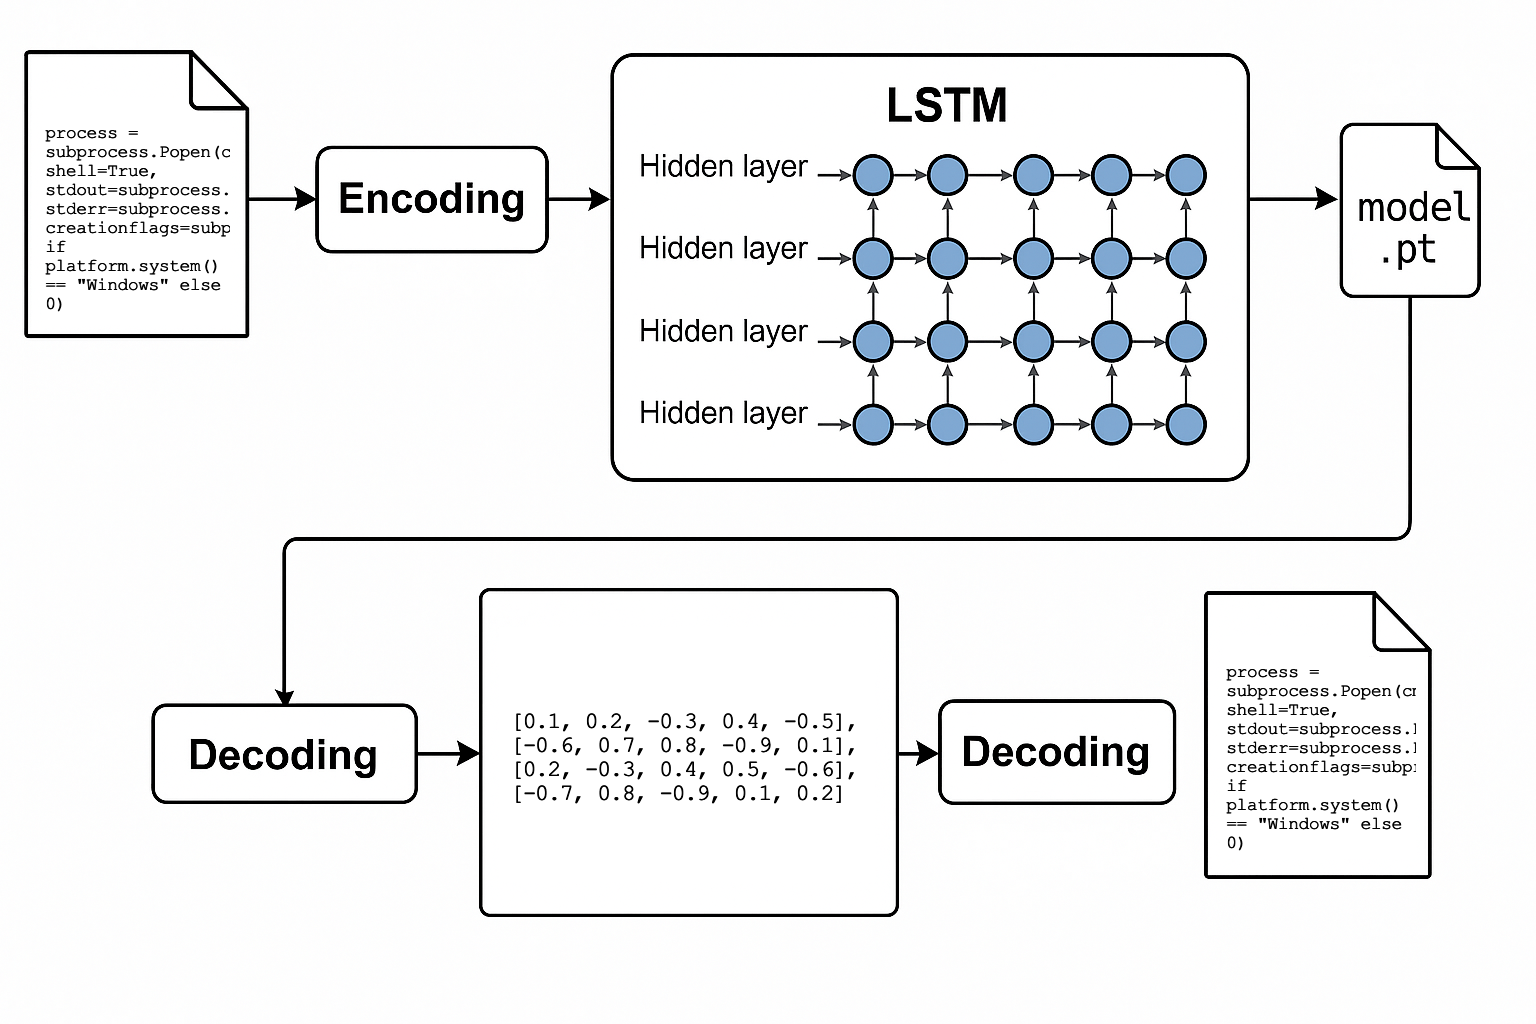 process =
subprocess.Popen(c
shell=True,
stdout=subprocess.
stderr=subprocess.
creationflags=subp
if
platform.system()
== "Windows" else
0)
Encoding
LSTM
Hidden layer
Hidden layer
Hidden layer
Hidden layer
model
.pt
Decoding
[0.1, 0.2, -0.3, 0.4, -0.5],
[-0.6, 0.7, 0.8, -0.9, 0.1],
[0.2, -0.3, 0.4, 0.5, -0.6],
[-0.7, 0.8, -0.9, 0.1, 0.2]
Decoding
process =
subprocess.Popen(cm
shell=True,
stdout=subprocess.
stderr=subprocess.
creationflags=subp
if
platform.system()
== "Windows" else
0)